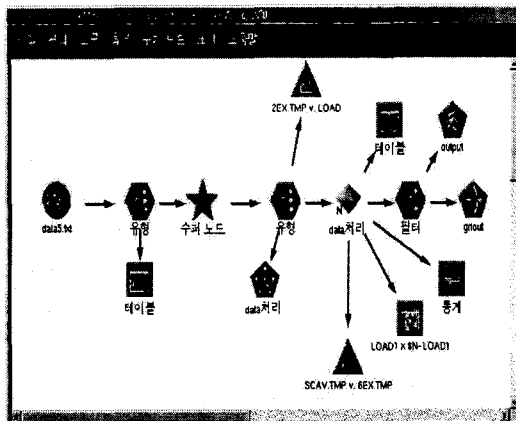 2EX.TMP v. LOAD
테이블
output
data5.txt
유형
수퍼 노드
유형
data처리
필터
griout
테이블
data처리
통계
LOAD1 x $N-LOAD1
SCAV.TMP v. 6EX.TMP